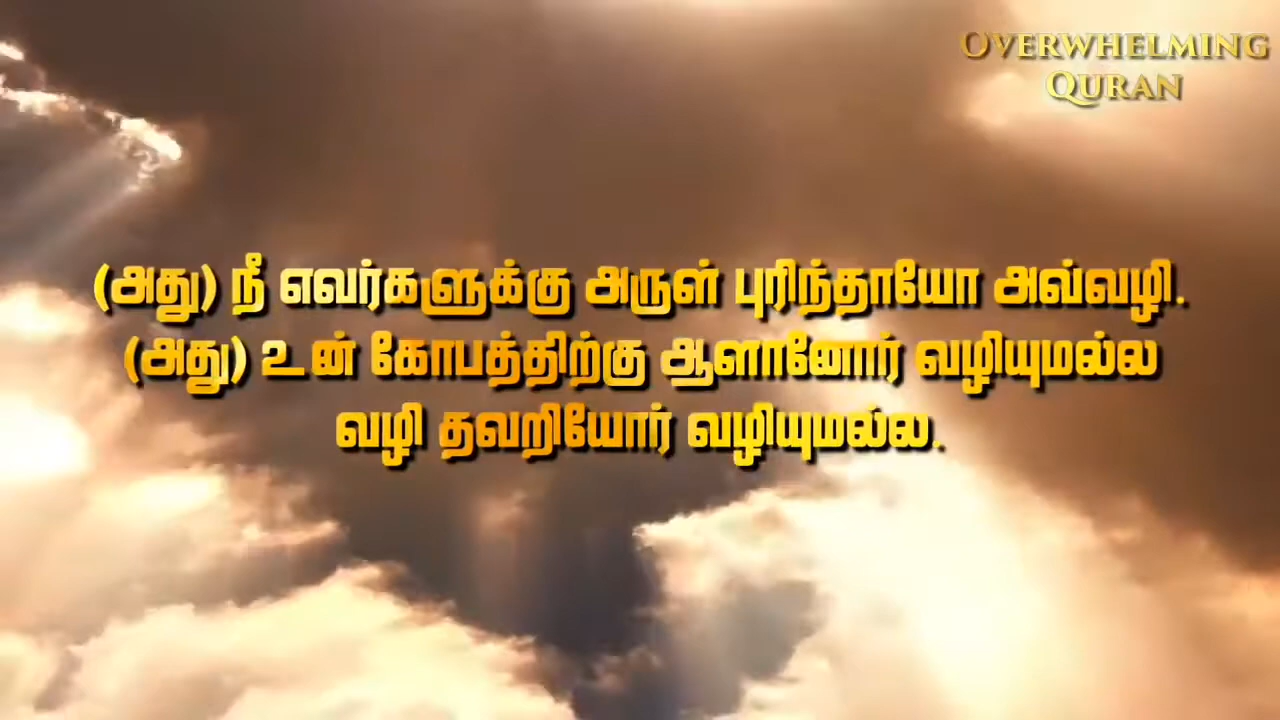 OVERWHELMING
QURAN
(அது) நீ எவர்களுக்கு அருள் புரிந்தாயோ அவ்வழி.
(அது) உன் கோபத்திற்கு ஆளானோர் வழியுமல்ல
வழி தவறியோர் வழியுமல்ல.